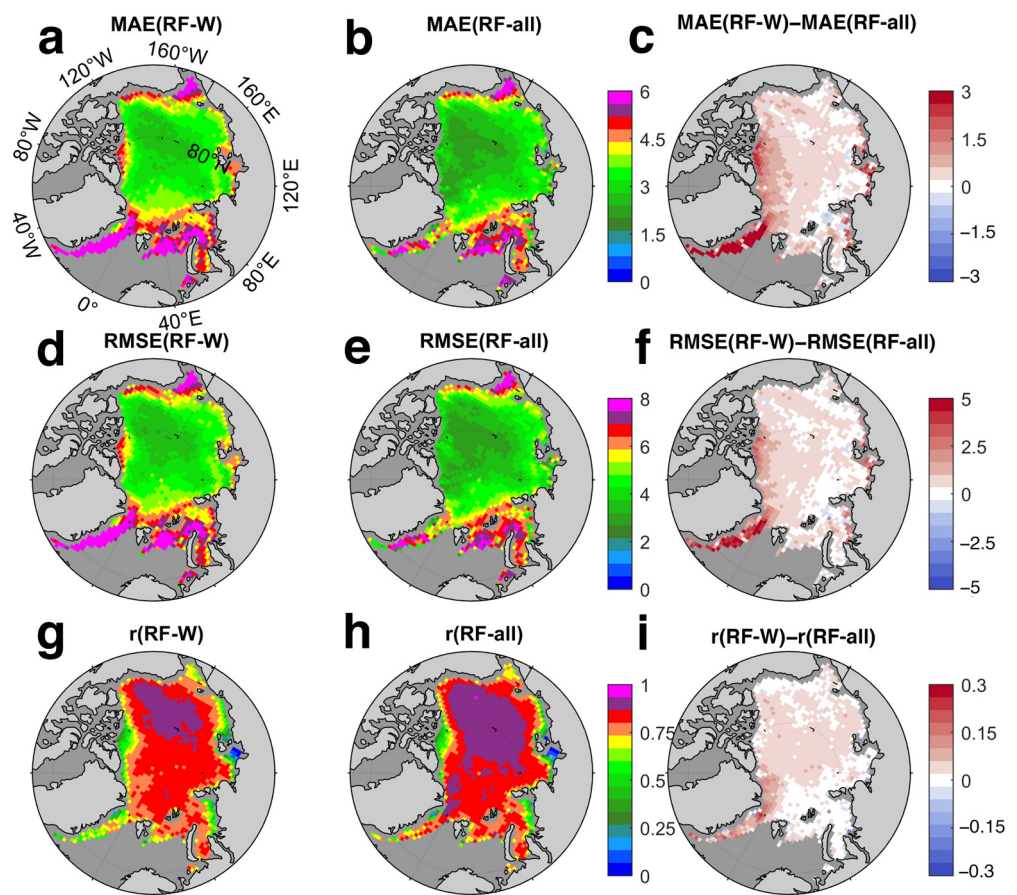 a MAE(RF-W)
b MAE(RF-all)
c MAE(RF-W)−MAE(RF-all)
160°W
120°W
160°E
80°W
80°W
120°E
40°W
80°E
0°
40°E
6
4.5
3
1.5
0
3
1.5
0
−1.5
−3
d RMSE(RF-W)
e RMSE(RF-all)
f RMSE(RF-W)−RMSE(RF-all)
8
6
4
2
0
5
2.5
0
−2.5
−5
g r(RF-W)
h r(RF-all)
i r(RF-W)−r(RF-all)
1
0.75
0.5
0.25
0
0.3
0.15
0
−0.15
−0.3